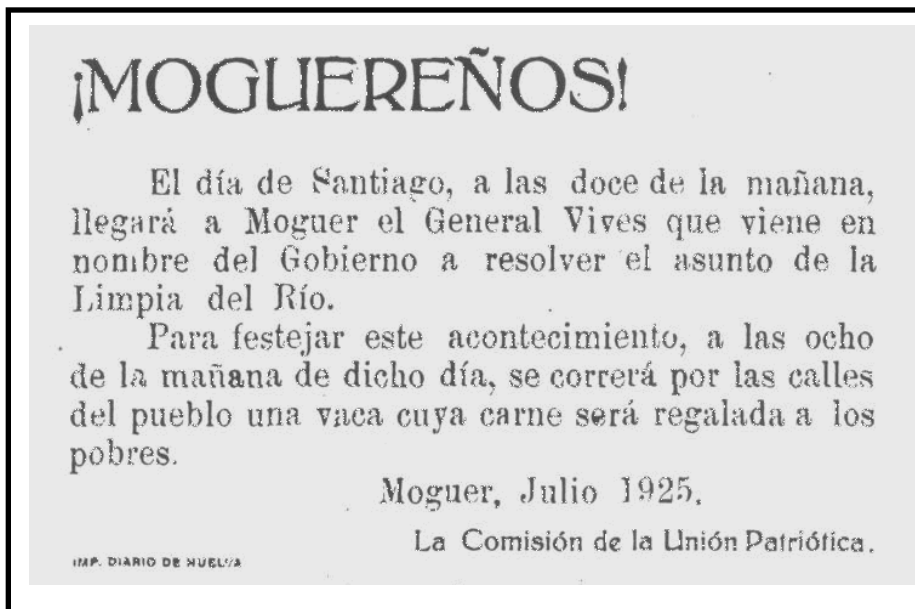 ¡MOGUEREÑOS!
El día de Santiago, a las doce de la mañana,
llegará a Moguer el General Vives que viene en
nombre del Gobierno a resolver el asunto de la
Limpia del Río.
Para festejar este acontecimiento, a las ocho
de la mañana de dicho día, se correrá por las calles
del pueblo una vaca cuya carne será regalada a los
pobres.
Moguer, Julio 1925.
La Comisión de la Unión Patriótica.
IMP. DIARIO DE HUELVA